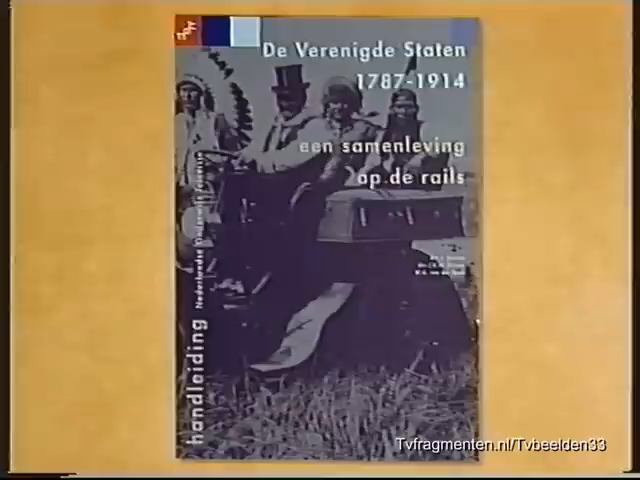 De Verenigde Staten
1787-1914
een samenleving
op de rails
handleiding
Nederlandse Onderwijs Televisie
Tvfragmenten.nl/Tvbeelden33